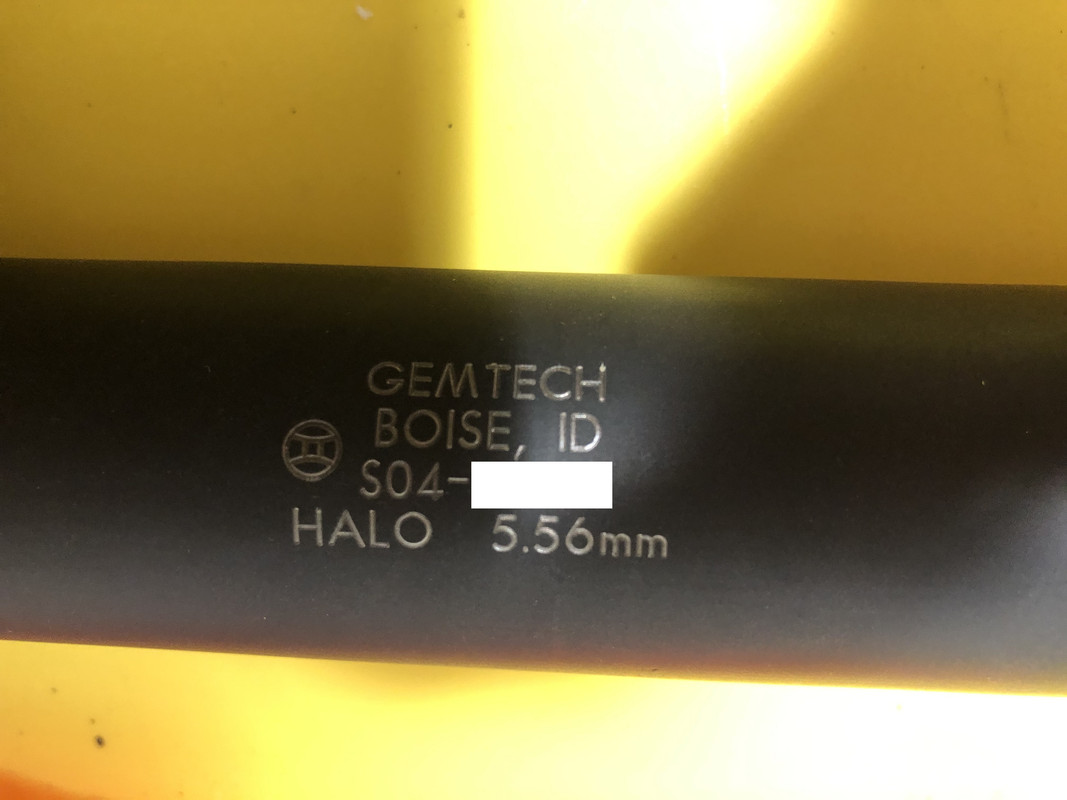 GEMTECH
BOISE, ID
S04-
HALO 5.56mm